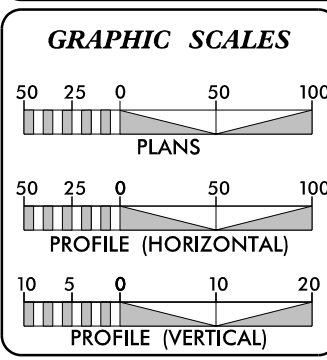 GRAPHIC SCALES
50 25 0 50 100
PLANS
50 25 0 50 100
PROFILE (HORIZONTAL)
10 5 0 10 20
PROFILE (VERTICAL)